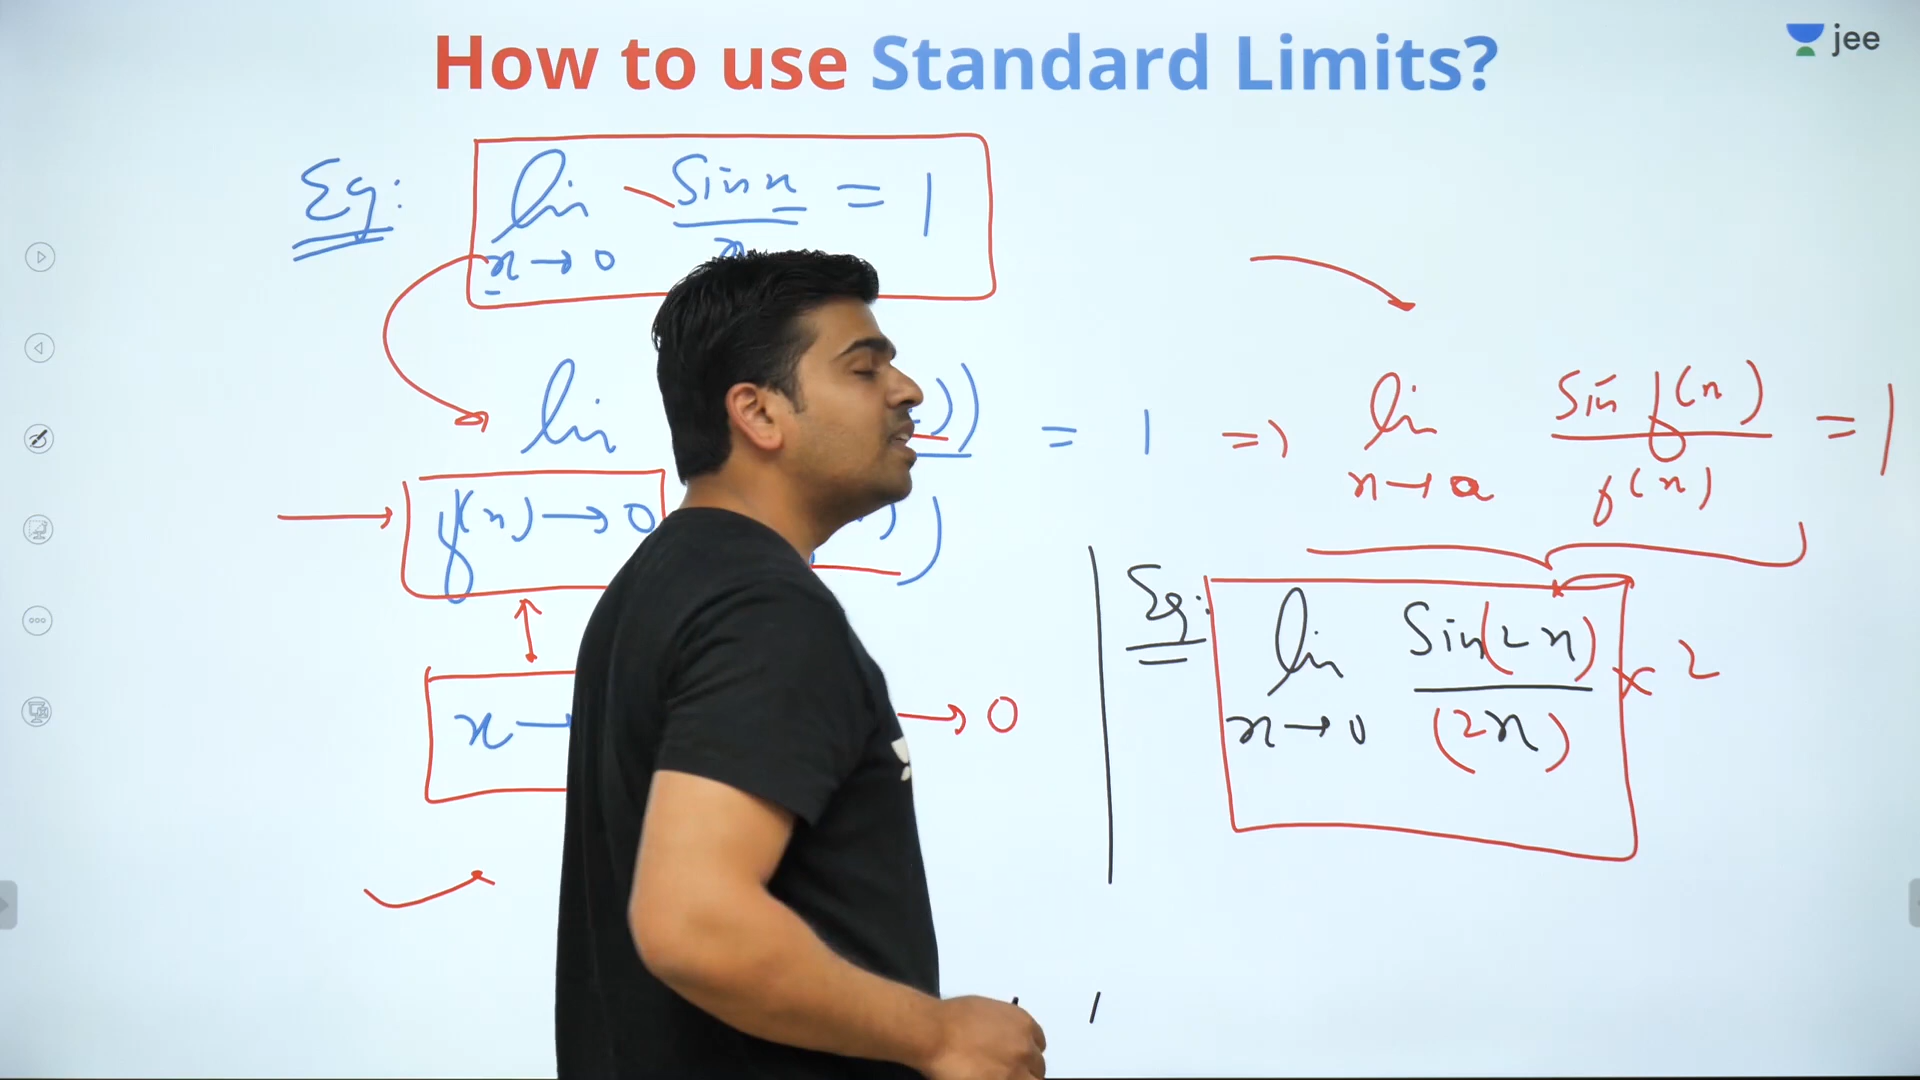 How to use Standard Limits?
jee
Eg:
lim sin x = 1
x → 0
lim )) = 1 ⇒ lim sin f(x) = 1
f(x) → 0 ) x → a f(x)
Eg: lim sin(2x) × 2
x → 0 (2x)
x → 0